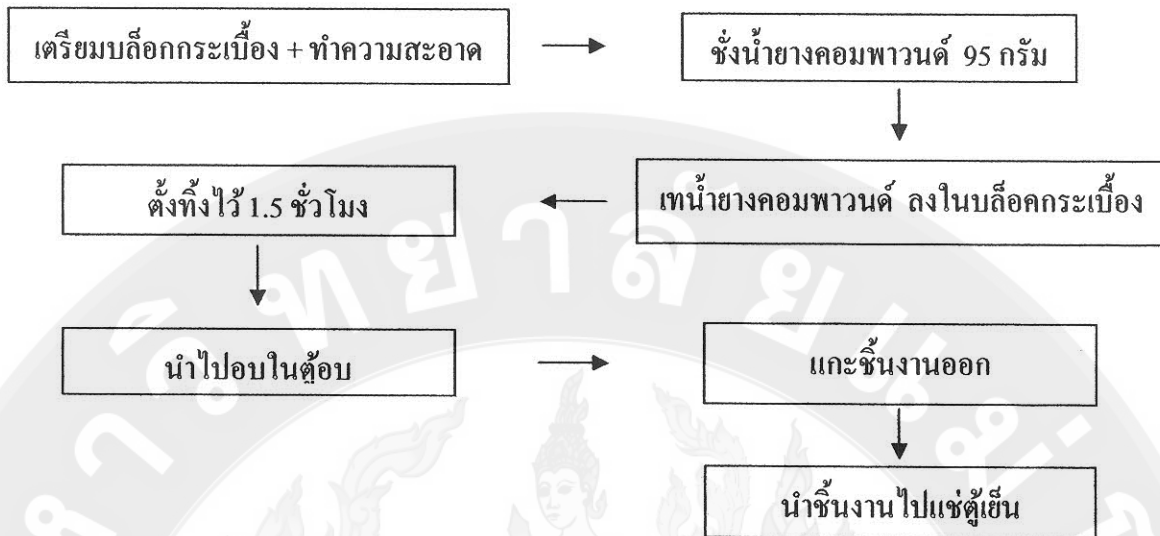 เตรียมบล็อกกระเบื้อง + ทำความสะอาด
ชั่งน้ำยางคอมพาวนด์ 95 กรัม
เทน้ำยางคอมพาวนด์ ลงในบล็อคกระเบื้อง
ตั้งทิ้งไว้ 1.5 ชั่วโมง
นำไปอบในตู้อบ
แกะชิ้นงานออก
นำชิ้นงานไปแช่ตู้เย็น